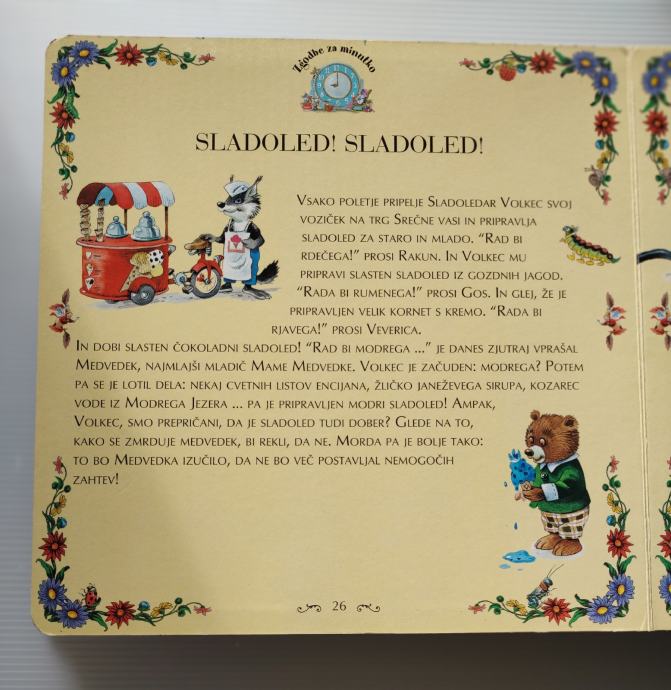 Zgodbe za minutko
SLADOLED! SLADOLED!
VSAKO POLETJE PRIPELJE SLADOLEDAR VOLKEC SVOJ
VOZIČEK NA TRG SREČNE VASI IN PRIPRAVLJA
SLADOLED ZA STARO IN MLADO. “RAD BI
RDEČEGA!” PROSI RAKUN. IN VOLKEC MU
PRIPRAVI SLASTEN SLADOLED IZ GOZDNIH JAGOD.
“RADA BI RUMENEGA!” PROSI GOS. IN GLEJ, ŽE JE
PRIPRAVLJEN VELIK KORNET S KREMO. “RADA BI
RJAVEGA!” PROSI VEVERICA.
IN DOBI SLASTEN ČOKOLADNI SLADOLED! “RAD BI MODREGA ...” JE DANES ZJUTRAJ VPRAŠAL
MEDVEDEK, NAJMLAJŠI MLADIČ MAME MEDVEDKE. VOLKEC JE ZAČUDEN: MODREGA? POTEM
PA SE JE LOTIL DELA: NEKAJ CVETNIH LISTOV ENCIJANA, ŽLIČKO JANEŽEVEGA SIRUPA, KOZAREC
VODE IZ MODREGA JEZERA ... PA JE PRIPRAVLJEN MODRI SLADOLED! AMPAK,
VOLKEC, SMO PREPRIČANI, DA JE SLADOLED TUDI DOBER? GLEDE NA TO,
KAKO SE ZMRDUJE MEDVEDEK, BI REKLI, DA NE. MORDA PA JE BOLJE TAKO:
TO BO MEDVEDKA IZUČILO, DA NE BO VEČ POSTAVLJAL NEMOGOČIH
ZAHTEV!
26